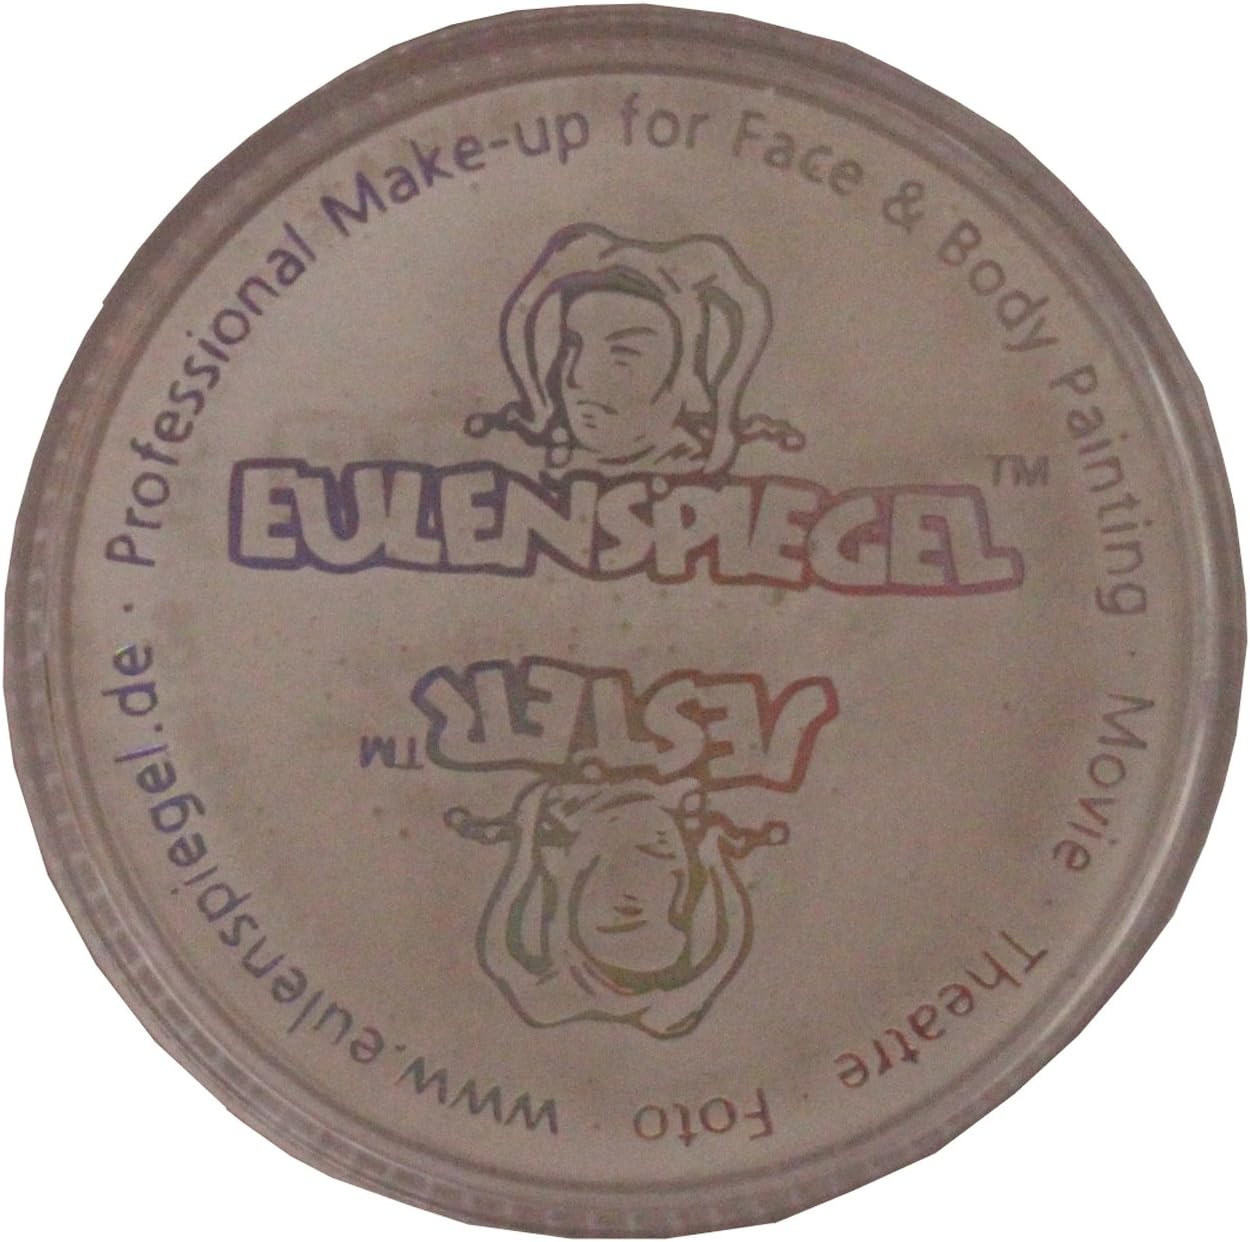 Professional Make-up for Face & Body Painting · Movie · Theatre · Foto · www.eulenspiegel.de ·
EULENSPIEGEL™
JESTER™